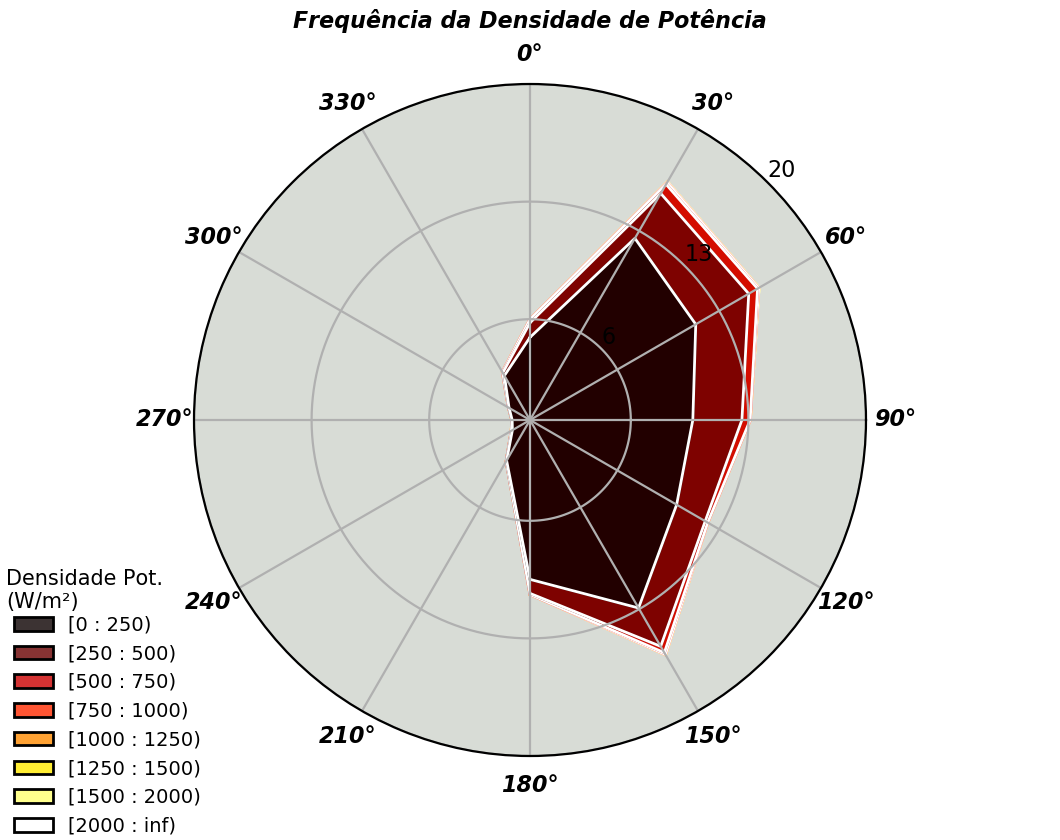 Frequência da Densidade de Potência
0°
330°
30°
20
300°
60°
13
6
270°
90°
240°
120°
210°
150°
180°
Densidade Pot.
(W/m²)
[0 : 250)
[250 : 500)
[500 : 750)
[750 : 1000)
[1000 : 1250)
[1250 : 1500)
[1500 : 2000)
[2000 : inf)